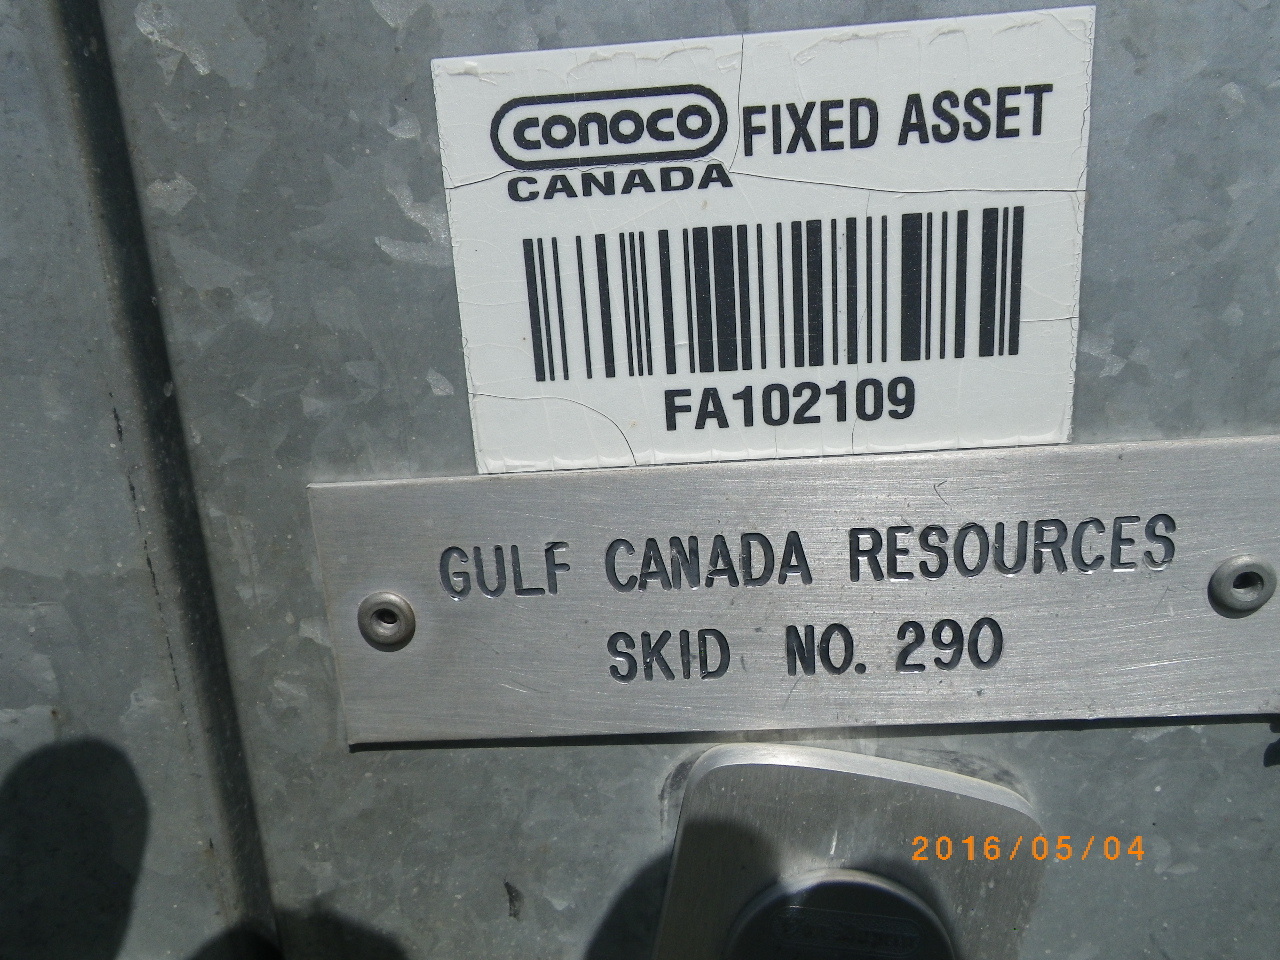 conoco FIXED ASSET
CANADA
FA102109
GULF CANADA RESOURCES
SKID NO. 290
2016/05/04